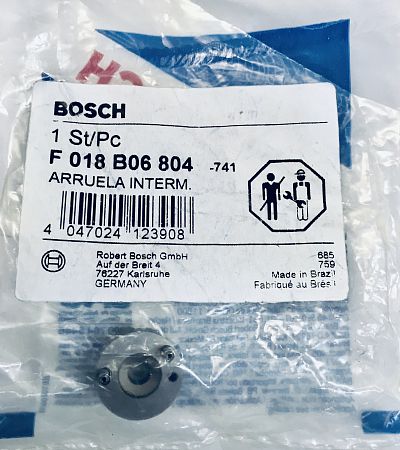 BOSCH
1 St/Pc
F 018 B06 804 -741
ARRUELA INTERM.
4 047024 123908
Robert Bosch GmbH
Auf der Breit 4
76227 Karlsruhe
GERMANY
685
759
Made in Brazil
Fabriqué au Brésil